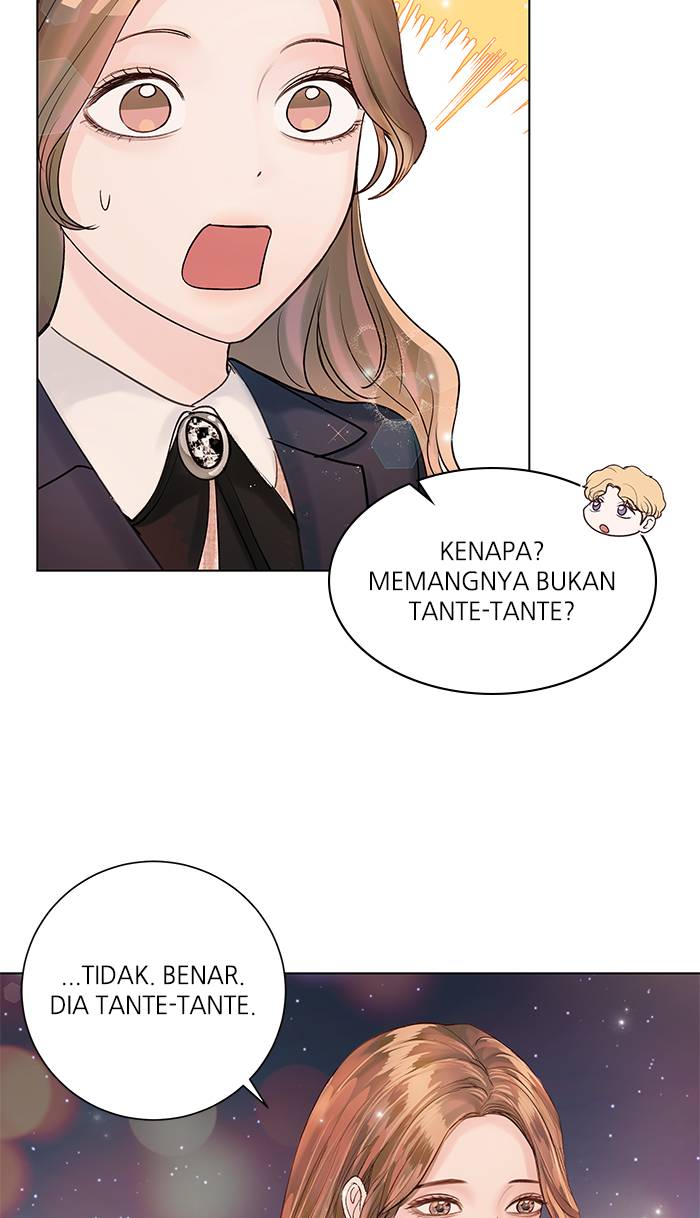 KENAPA?
MEMANGNYA BUKAN
TANTE-TANTE?
...TIDAK. BENAR.
DIA TANTE-TANTE.